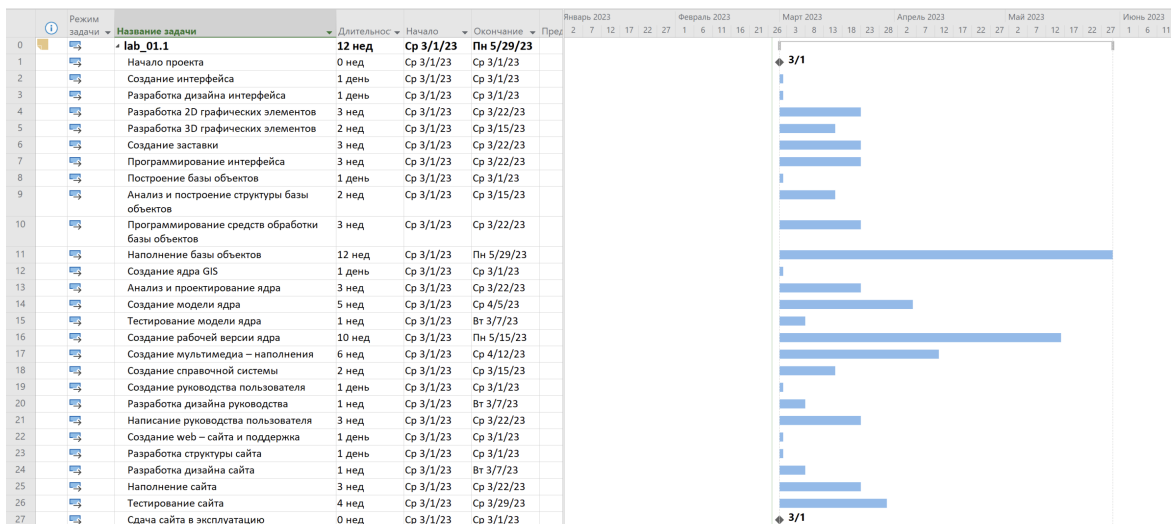 Режим задачи Название задачи Длительнос Начало Окончание Пред
Январь 2023 Февраль 2023 Март 2023 Апрель 2023 Май 2023 Июнь 2023
2 7 12 17 22 27 1 6 11 16 21 26 3 8 13 18 23 28 2 7 12 17 22 27 2 7 12 17 22 27 1 6 11
0 lab_01.1 12 нед Ср 3/1/23 Пн 5/29/23
1 Начало проекта 0 нед Ср 3/1/23 Ср 3/1/23 3/1
2 Создание интерфейса 1 день Ср 3/1/23 Ср 3/1/23
3 Разработка дизайна интерфейса 1 день Ср 3/1/23 Ср 3/1/23
4 Разработка 2D графических элементов 3 нед Ср 3/1/23 Ср 3/22/23
5 Разработка 3D графических элементов 2 нед Ср 3/1/23 Ср 3/15/23
6 Создание заставки 3 нед Ср 3/1/23 Ср 3/22/23
7 Программирование интерфейса 3 нед Ср 3/1/23 Ср 3/22/23
8 Построение базы объектов 1 день Ср 3/1/23 Ср 3/1/23
9 Анализ и построение структуры базы объектов 2 нед Ср 3/1/23 Ср 3/15/23
10 Программирование средств обработки базы объектов 3 нед Ср 3/1/23 Ср 3/22/23
11 Наполнение базы объектов 12 нед Ср 3/1/23 Пн 5/29/23
12 Создание ядра GIS 1 день Ср 3/1/23 Ср 3/1/23
13 Анализ и проектирование ядра 3 нед Ср 3/1/23 Ср 3/22/23
14 Создание модели ядра 5 нед Ср 3/1/23 Ср 4/5/23
15 Тестирование модели ядра 1 нед Ср 3/1/23 Вт 3/7/23
16 Создание рабочей версии ядра 10 нед Ср 3/1/23 Пн 5/15/23
17 Создание мультимедиа – наполнения 6 нед Ср 3/1/23 Ср 4/12/23
18 Создание справочной системы 2 нед Ср 3/1/23 Ср 3/15/23
19 Создание руководства пользователя 1 день Ср 3/1/23 Ср 3/1/23
20 Разработка дизайна руководства 1 нед Ср 3/1/23 Вт 3/7/23
21 Написание руководства пользователя 3 нед Ср 3/1/23 Ср 3/22/23
22 Создание web – сайта и поддержка 1 день Ср 3/1/23 Ср 3/1/23
23 Разработка структуры сайта 1 день Ср 3/1/23 Ср 3/1/23
24 Разработка дизайна сайта 1 нед Ср 3/1/23 Вт 3/7/23
25 Наполнение сайта 3 нед Ср 3/1/23 Ср 3/22/23
26 Тестирование сайта 4 нед Ср 3/1/23 Ср 3/29/23
27 Сдача сайта в эксплуатацию 0 нед Ср 3/1/23 Ср 3/1/23 3/1